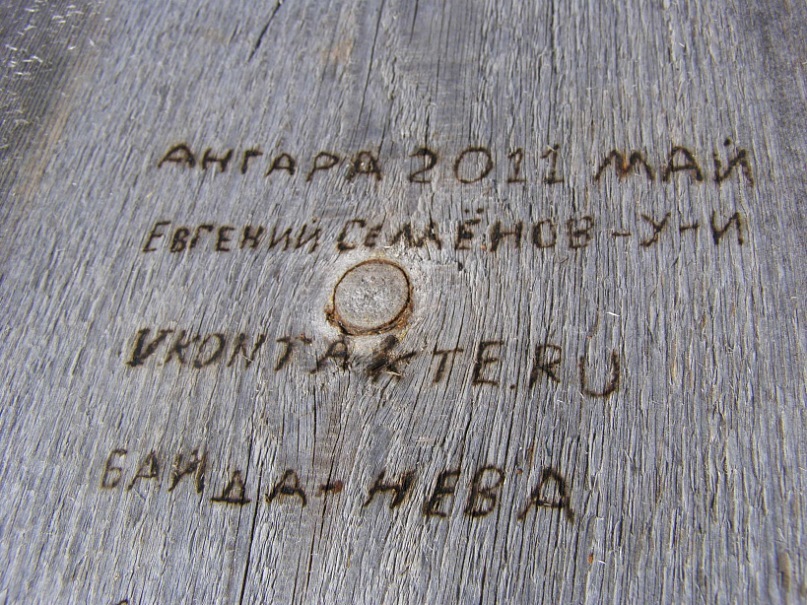 АНГАРА 2011 МАЙ
ЕВГЕНИЙ СЕМЁНОВ-У-И
VKONTAKTE.RU
БАЙДА-НЕВА